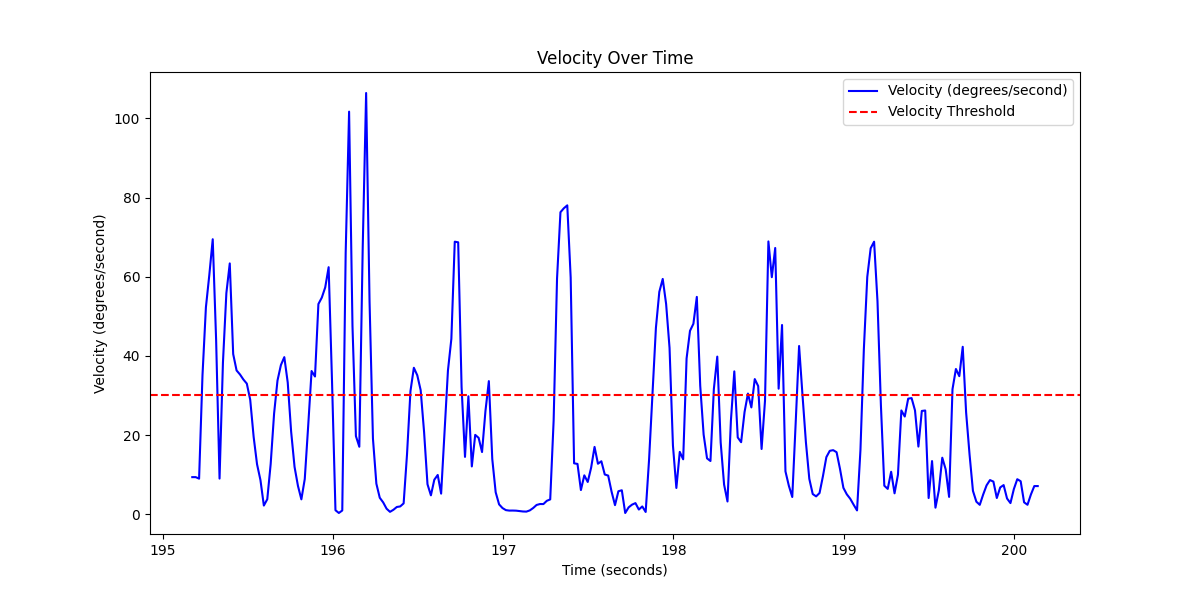 Velocity Over Time
Velocity (degrees/second)
Velocity Threshold
100
80
60
40
20
0
Velocity (degrees/second)
195 196 197 198 199 200
Time (seconds)